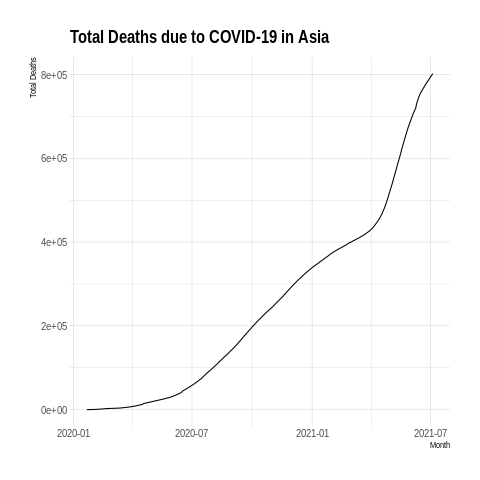 Total Deaths due to COVID-19 in Asia
Total Deaths
8e+05
6e+05
4e+05
2e+05
0e+00
2020-01 2020-07 2021-01 2021-07
Month